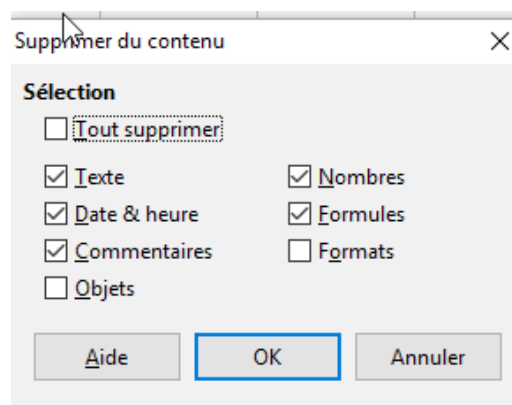 Supprimer du contenu
Sélection
Tout supprimer
Texte Nombres
Date & heure Formules
Commentaires Formats
Objets
Aide OK Annuler